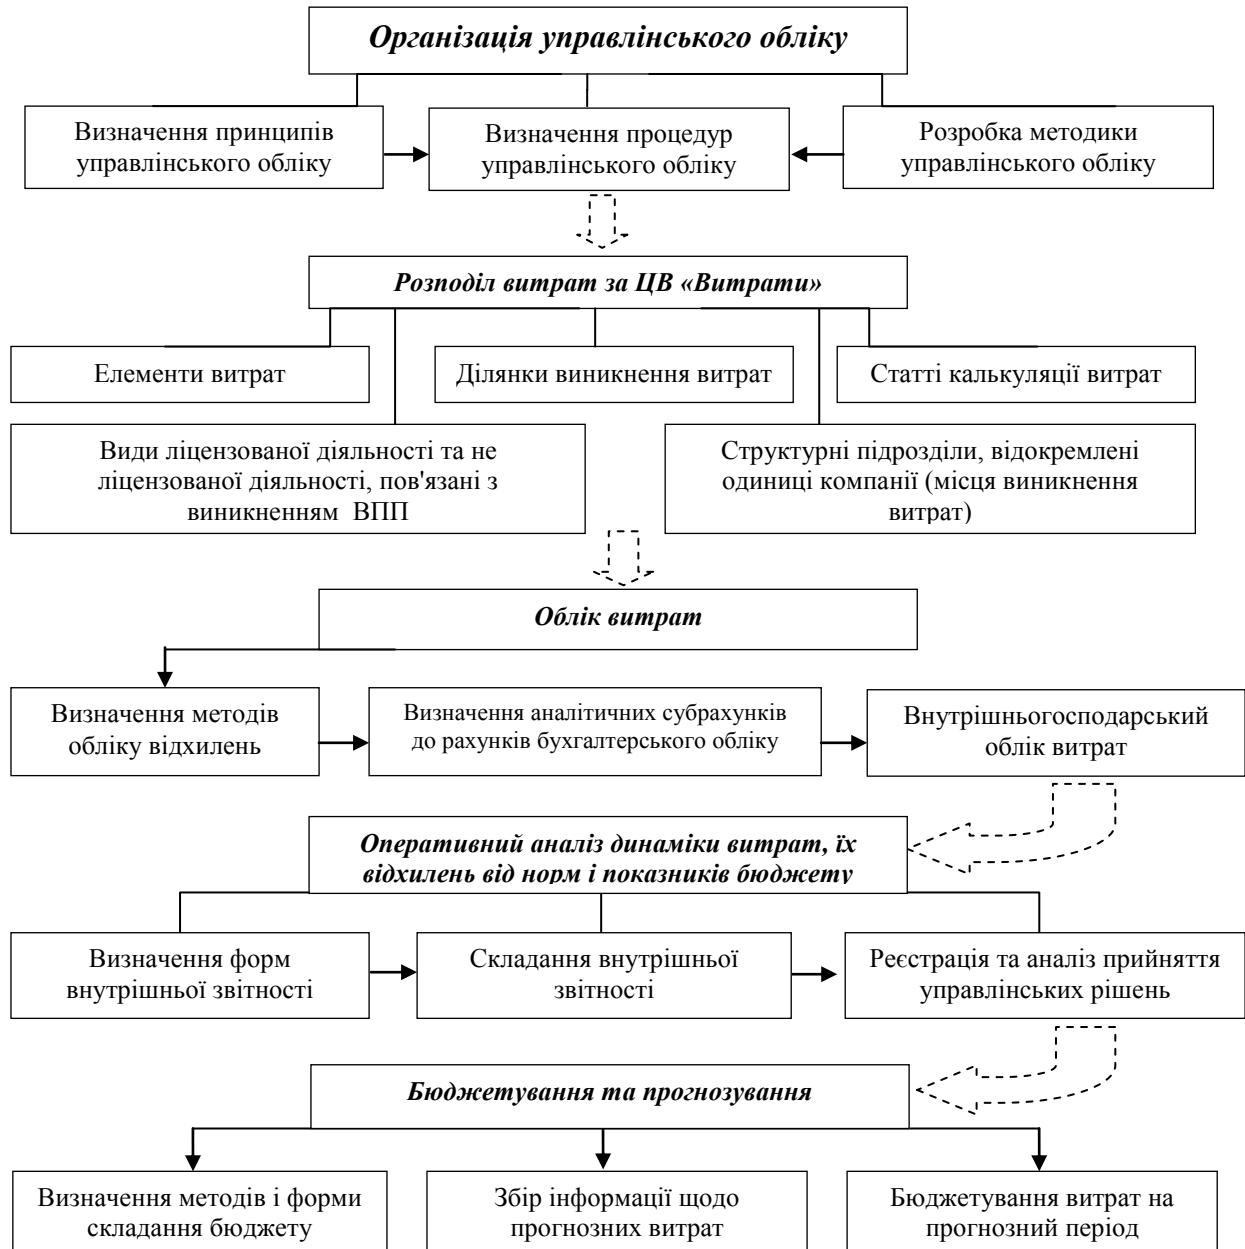 Організація управлінського обліку
Визначення принципів
управлінського обліку
Визначення процедур
управлінського обліку
Розробка методики
управлінського обліку
Розподіл витрат за ЦВ «Витрати»
Елементи витрат
Ділянки виникнення витрат
Статті калькуляції витрат
Види ліцензованої діяльності та не
ліцензованої діяльності, пов'язані з
виникненням ВПП
Структурні підрозділи, відокремлені
одиниці компанії (місця виникнення
витрат)
Облік витрат
Визначення методів
обліку відхилень
Визначення аналітичних субрахунків
до рахунків бухгалтерського обліку
Внутрішньогосподарський
облік витрат
Оперативний аналіз динаміки витрат, їх
відхилень від норм і показників бюджету
Визначення форм
внутрішньої звітності
Складання внутрішньої
звітності
Реєстрація та аналіз прийняття
управлінських рішень
Бюджетування та прогнозування
Визначення методів і форми
складання бюджету
Збір інформації щодо
прогнозних витрат
Бюджетування витрат на
прогнозний період